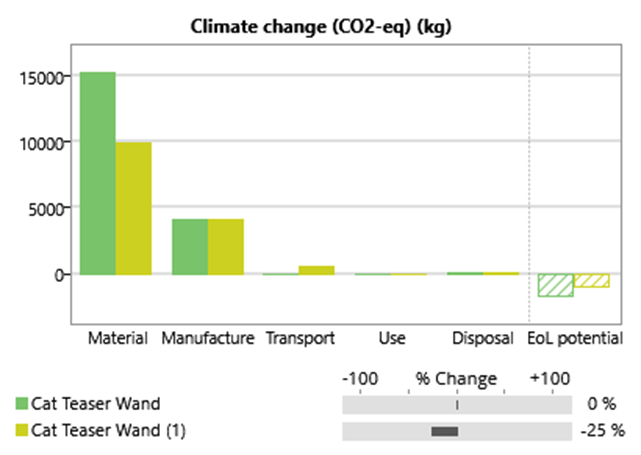 Climate change (CO2-eq) (kg)
15000
10000
5000
0
Material Manufacture Transport Use Disposal EoL potential
-100 % Change +100
Cat Teaser Wand 0 %
Cat Teaser Wand (1) -25 %